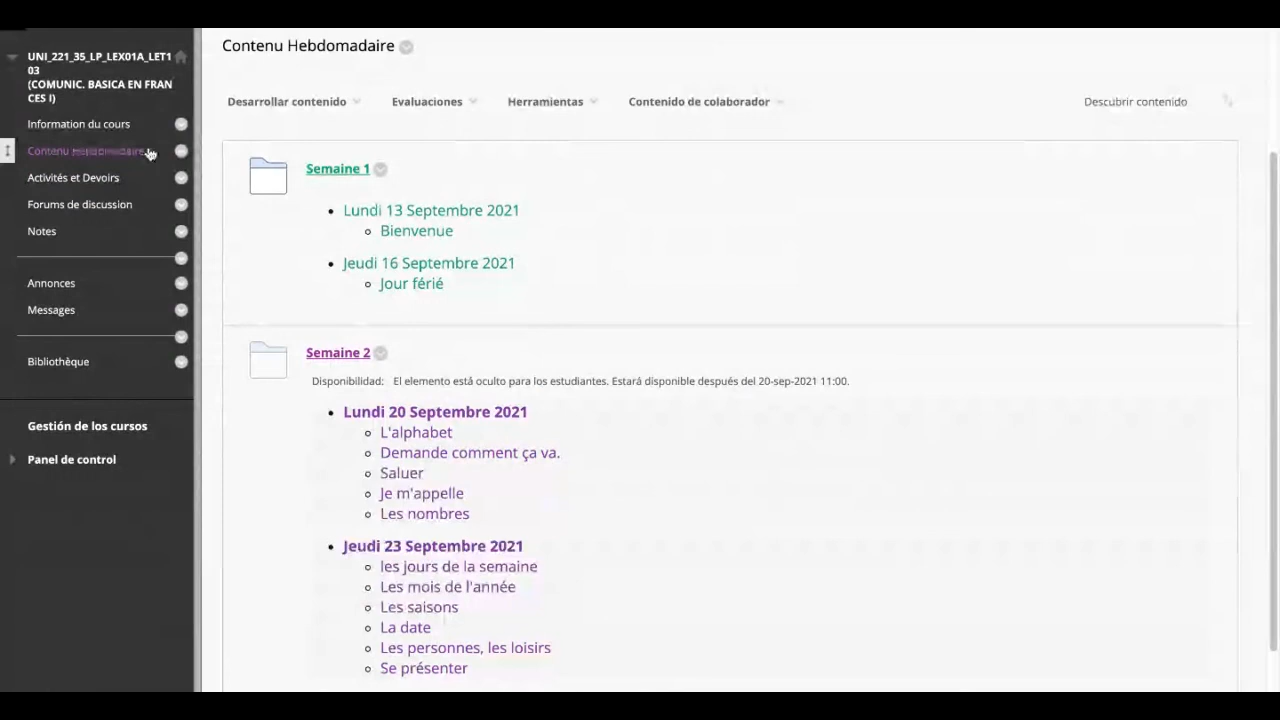 UNI_221_35_LP_LEX01A_LET1
03
(COMUNIC. BASICA EN FRAN
CES I)
Information du cours
Contenu Hebdomadaire
Activités et Devoirs
Forums de discussion
Notes
Annonces
Messages
Bibliothèque
Gestión de los cursos
Panel de control
Contenu Hebdomadaire
Desarrollar contenido
Evaluaciones
Herramientas
Contenido de colaborador
Descubrir contenido
Semaine 1
Lundi 13 Septembre 2021
Bienvenue
Jeudi 16 Septembre 2021
Jour férié
Semaine 2
Disponibilidad: El elemento está oculto para los estudiantes. Estará disponible después del 20-sep-2021 11:00.
Lundi 20 Septembre 2021
L'alphabet
Demande comment ça va.
Saluer
Je m'appelle
Les nombres
Jeudi 23 Septembre 2021
les jours de la semaine
Les mois de l'année
Les saisons
La date
Les personnes, les loisirs
Se présenter